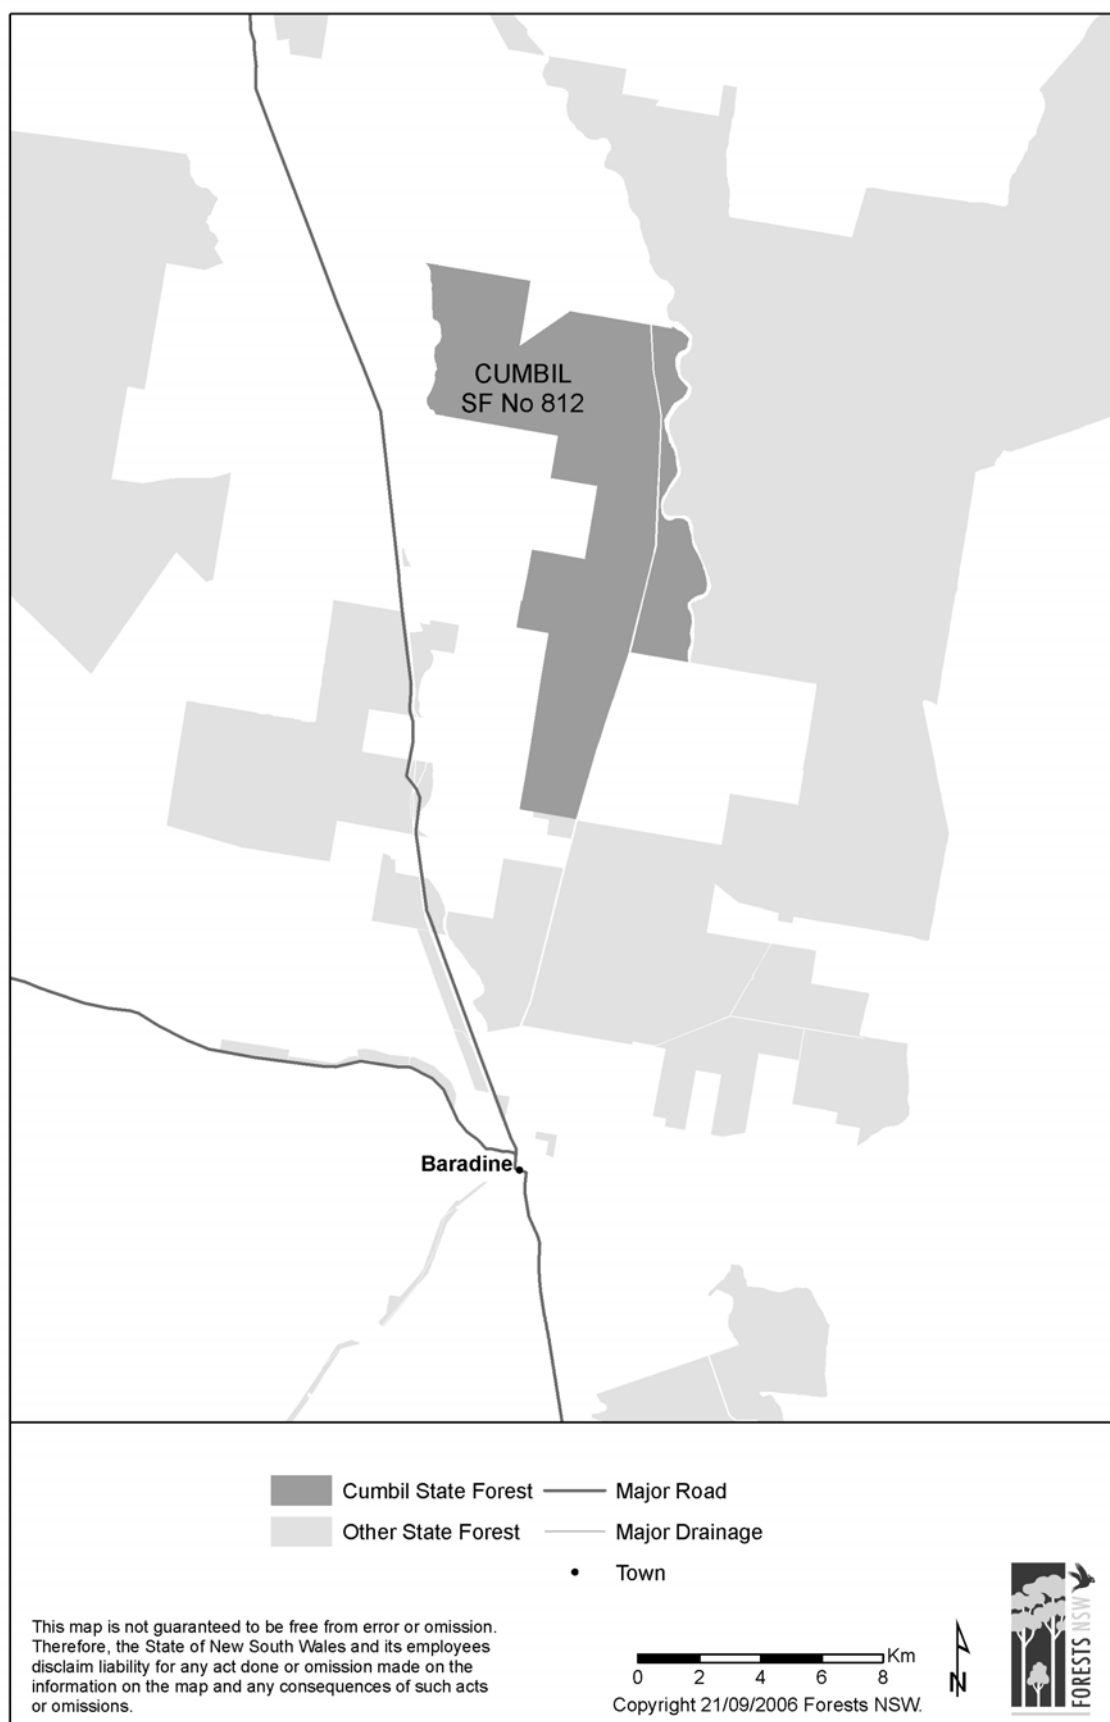 CUMBIL
SF No 812
Baradine
Cumbil State Forest
Major Road
Other State Forest
Major Drainage
Town
This map is not guaranteed to be free from error or omission.
Therefore, the State of New South Wales and its employees
disclaim liability for any act done or omission made on the
information on the map and any consequences of such acts
or omissions.
Km
0 2 4 6 8
Copyright 21/09/2006 Forests NSW.
N
FORESTS NSW